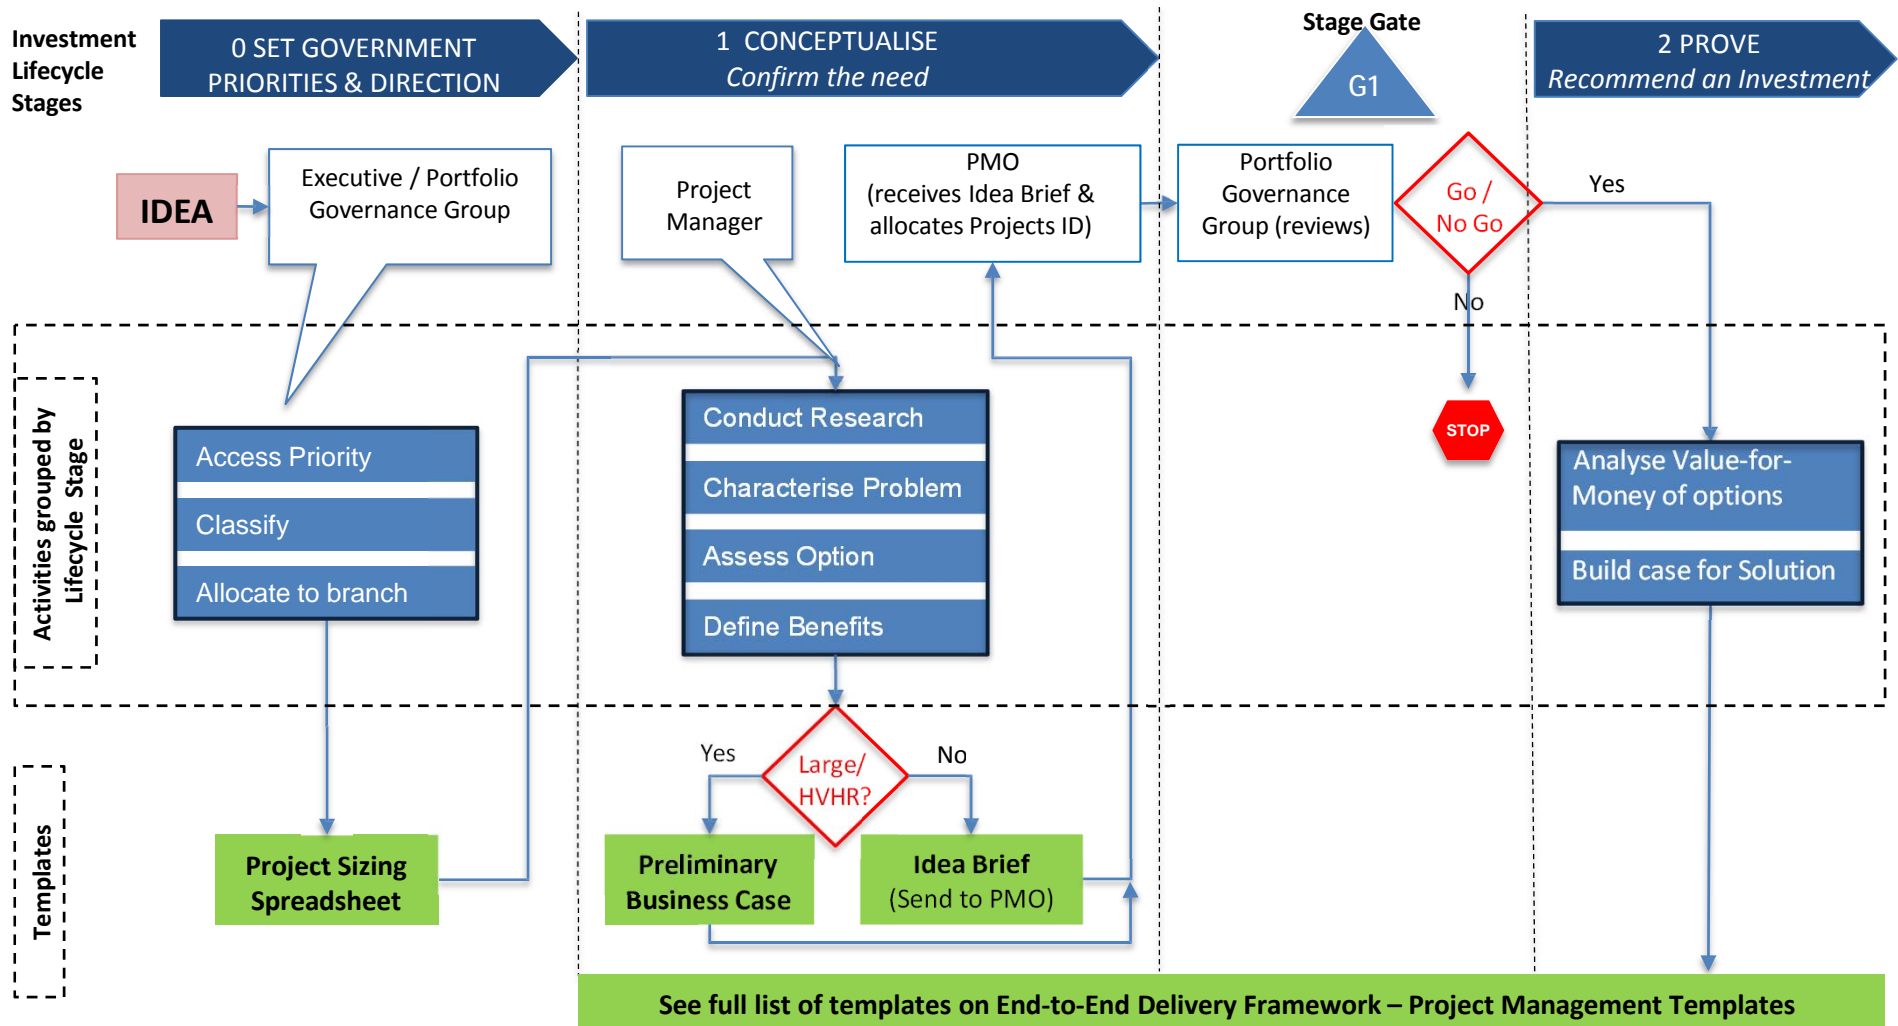 Investment
Lifecycle
Stages
0 SET GOVERNMENT
PRIORITIES & DIRECTION
1 CONCEPTUALISE
Confirm the need
Stage Gate
G1
2 PROVE
Recommend an Investment
IDEA
Executive / Portfolio
Governance Group
Project
Manager
PMO
(receives Idea Brief &
allocates Projects ID)
Portfolio
Governance
Group (reviews)
Go /
No Go
Yes
No
STOP
Activities grouped by
Lifecycle Stage
Access Priority
Classify
Allocate to branch
Conduct Research
Characterise Problem
Assess Option
Define Benefits
Analyse Value-for-
Money of options
Build case for Solution
Templates
Yes
Large/
HVHR?
No
Project Sizing
Spreadsheet
Preliminary
Business Case
Idea Brief
(Send to PMO)
See full list of templates on End-to-End Delivery Framework – Project Management Templates